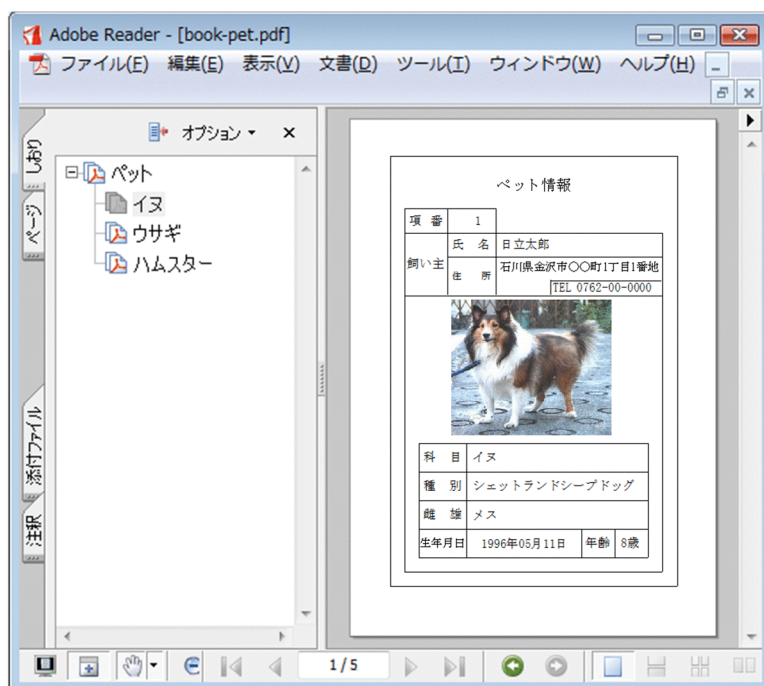 Adobe Reader - [book-pet.pdf]
ファイル(F) 編集(E) 表示(V) 文書(D) ツール(T) ウィンドウ(W) ヘルプ(H)
しおり
ページ
添付ファイル
注釈
オプション
ペット
イヌ
ウサギ
ハムスター
ペット情報
項 番 1
飼い主
氏 名 日立太郎
住 所 石川県金沢市〇〇町1丁目1番地
TEL 0762-00-0000
科 目 イヌ
種 別 シェットランドシープドッグ
雌 雄 メス
生年月日 1996年05月11日 年齢 8歳
1/5